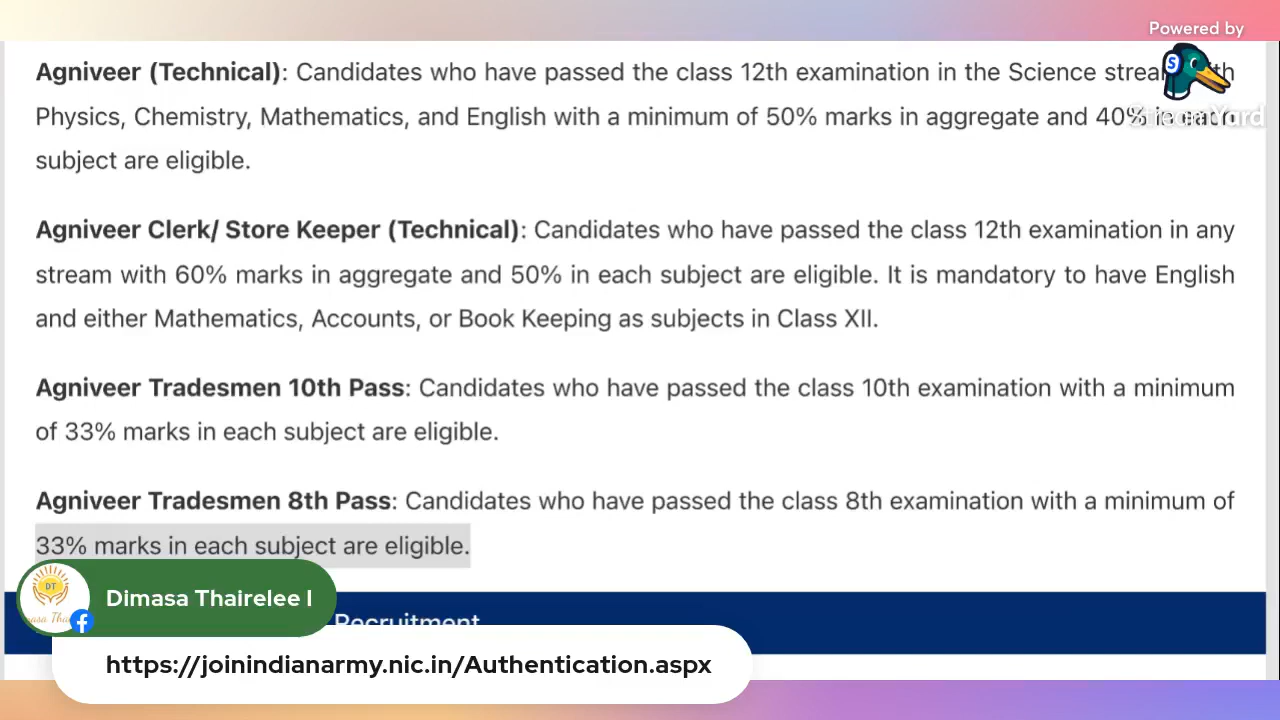 Powered by
StreamYard
Agniveer (Technical): Candidates who have passed the class 12th examination in the Science stream with
Physics, Chemistry, Mathematics, and English with a minimum of 50% marks in aggregate and 40% in each
subject are eligible.
Agniveer Clerk/ Store Keeper (Technical): Candidates who have passed the class 12th examination in any
stream with 60% marks in aggregate and 50% in each subject are eligible. It is mandatory to have English
and either Mathematics, Accounts, or Book Keeping as subjects in Class XII.
Agniveer Tradesmen 10th Pass: Candidates who have passed the class 10th examination with a minimum
of 33% marks in each subject are eligible.
Agniveer Tradesmen 8th Pass: Candidates who have passed the class 8th examination with a minimum of
33% marks in each subject are eligible.
Recruitment
DT
Dimasa Thairelee I
https://joinindianarmy.nic.in/Authentication.aspx